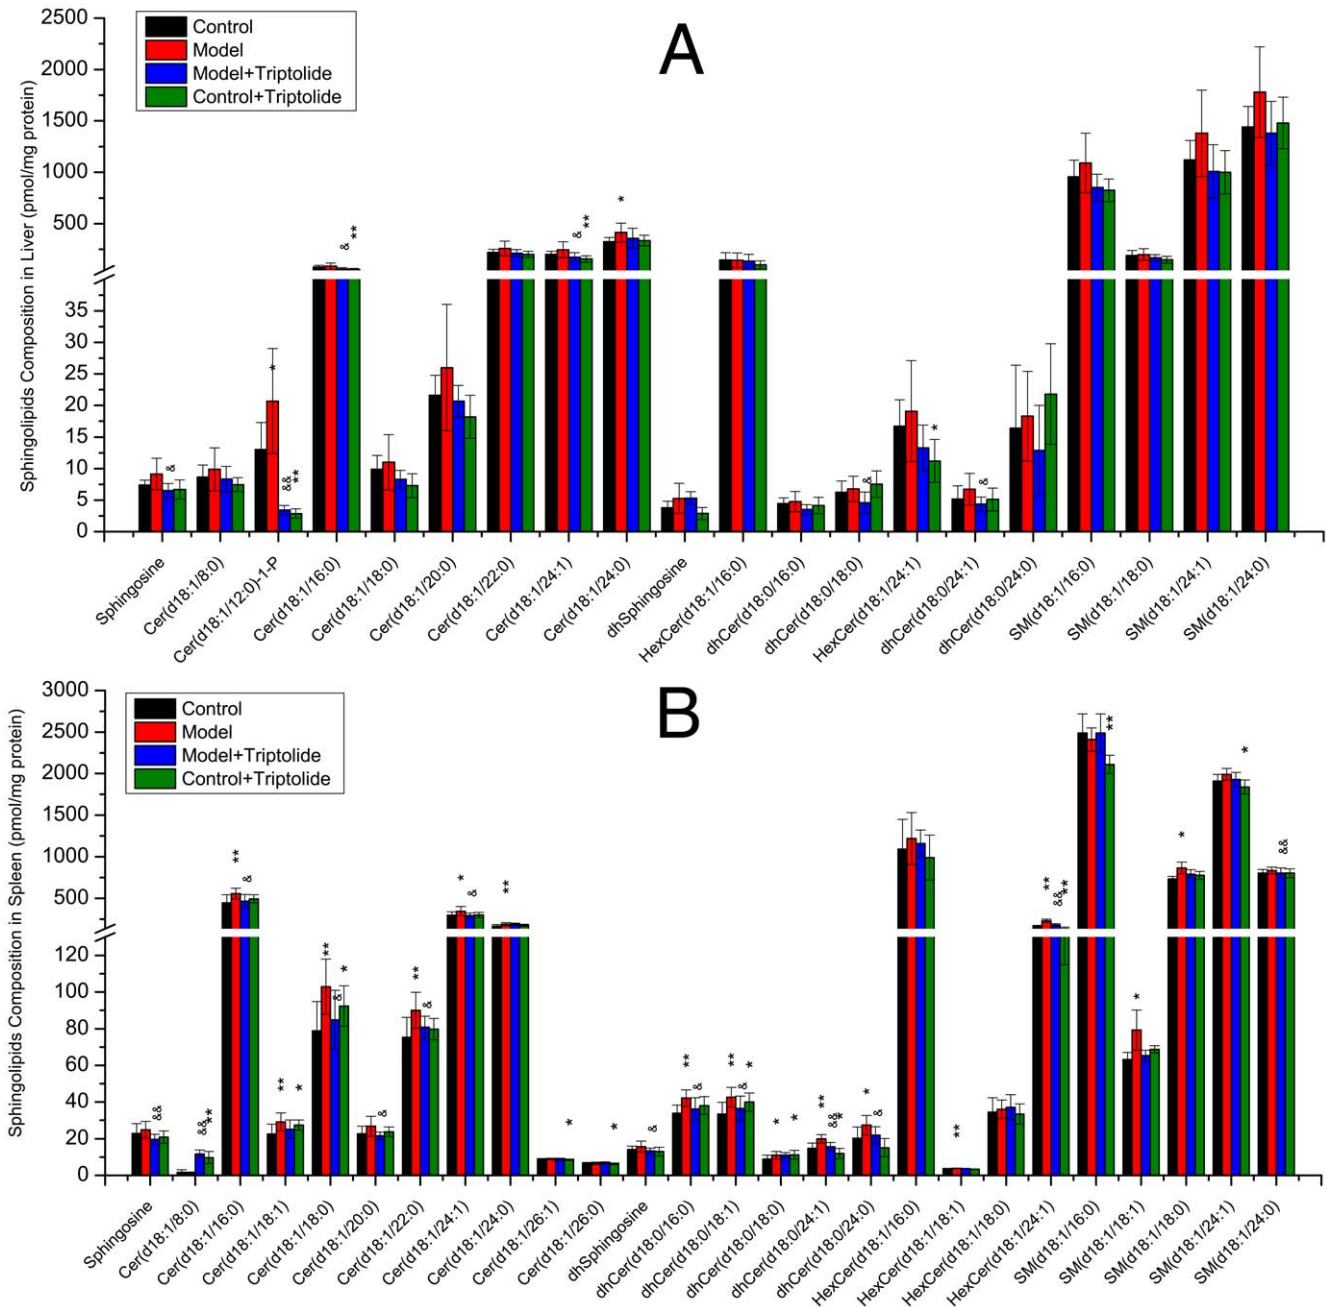 A
Control
Model
Model+Triptolide
Control+Triptolide
Sphingolipids Composition in Liver (pmol/mg protein)
2500
2000
1500
1000
500
35
30
25
20
15
10
5
0
& ** & ** * * & && ** & * &
Sphingosine
Cer(d18:1/8:0)
Cer(d18:1/12:0)-1-P
Cer(d18:1/16:0)
Cer(d18:1/18:0)
Cer(d18:1/20:0)
Cer(d18:1/22:0)
Cer(d18:1/24:1)
Cer(d18:1/24:0)
dhSphingosine
HexCer(d18:1/16:0)
dhCer(d18:0/16:0)
dhCer(d18:0/18:0)
HexCer(d18:1/24:1)
dhCer(d18:0/24:1)
dhCer(d18:0/24:0)
SM(d18:1/16:0)
SM(d18:1/18:0)
SM(d18:1/24:1)
SM(d18:1/24:0)
B
Control
Model
Model+Triptolide
Control+Triptolide
Sphingolipids Composition in Spleen (pmol/mg protein)
3000
2500
2000
1500
1000
500
120
100
80
60
40
20
0
&& && ** ** & ** * ** & * & ** & * & ** * * & ** & ** & * * * ** && * * & ** ** && ** ** * * * &&
Sphingosine
Cer(d18:1/8:0)
Cer(d18:1/16:0)
Cer(d18:1/18:1)
Cer(d18:1/18:0)
Cer(d18:1/20:0)
Cer(d18:1/22:0)
Cer(d18:1/24:1)
Cer(d18:1/24:0)
Cer(d18:1/26:1)
Cer(d18:1/26:0)
dhSphingosine
dhCer(d18:0/16:0)
dhCer(d18:0/18:1)
dhCer(d18:0/18:0)
dhCer(d18:0/24:1)
dhCer(d18:0/24:0)
HexCer(d18:1/16:0)
HexCer(d18:1/18:1)
HexCer(d18:1/18:0)
HexCer(d18:1/24:1)
SM(d18:1/16:0)
SM(d18:1/18:1)
SM(d18:1/18:0)
SM(d18:1/24:1)
SM(d18:1/24:0)